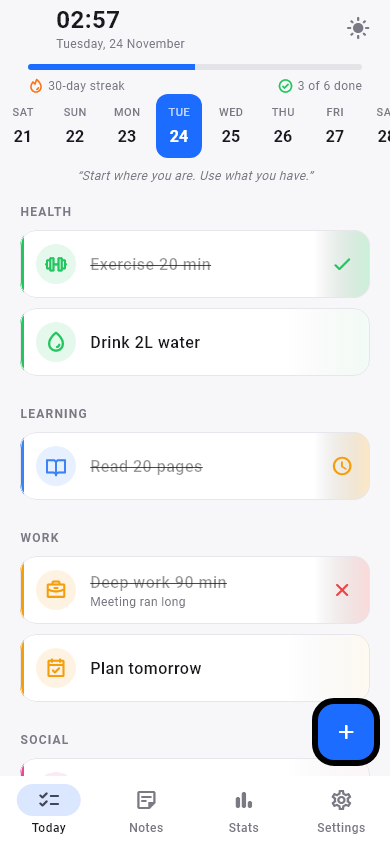 02:57
Tuesday, 24 November
30-day streak
3 of 6 done
SAT SUN MON TUE WED THU FRI SA
21 22 23 24 25 26 27 28
“Start where you are. Use what you have.”
HEALTH
Exercise 20 min
Drink 2L water
LEARNING
Read 20 pages
WORK
Deep work 90 min
Meeting ran long
Plan tomorrow
SOCIAL
Today Notes Stats Settings